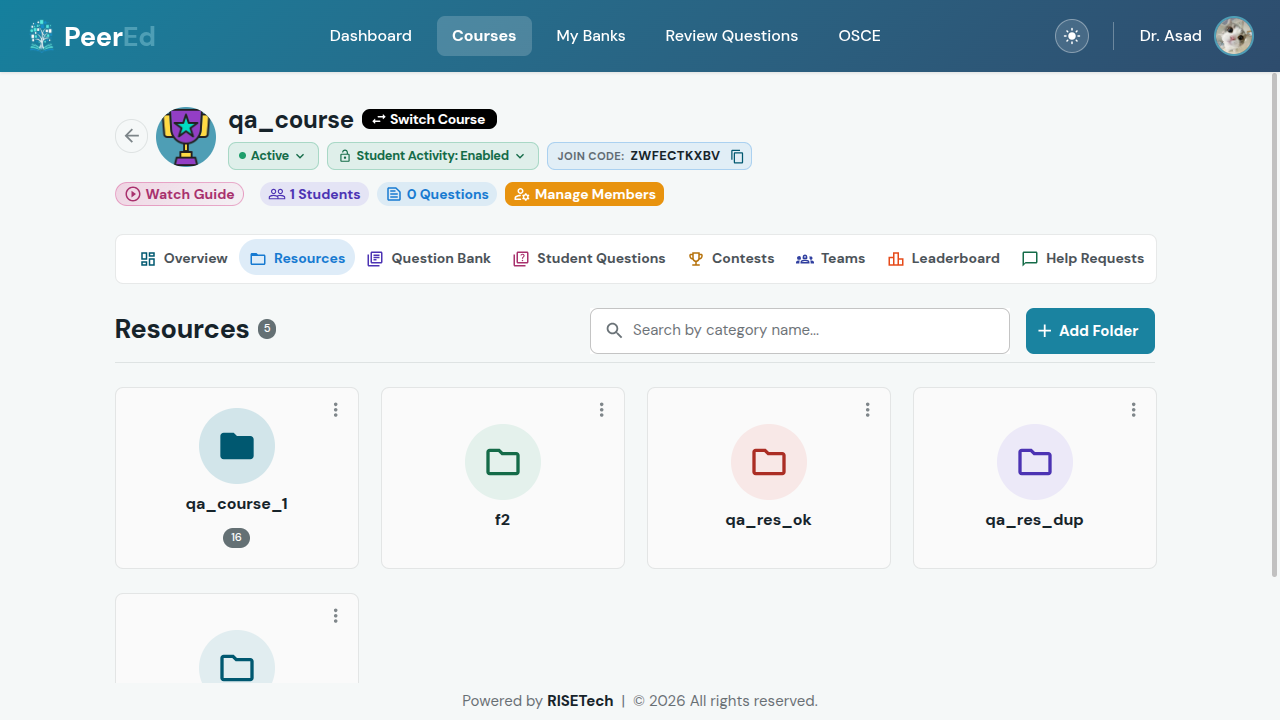 PeerEd
Dashboard Courses My Banks Review Questions OSCE Dr. Asad
qa_course Switch Course
Active Student Activity: Enabled JOIN CODE: ZWFECTKXBV
Watch Guide 1 Students 0 Questions Manage Members
Overview Resources Question Bank Student Questions Contests Teams Leaderboard Help Requests
Resources 5 Search by category name... Add Folder
qa_course_1 f2 qa_res_ok qa_res_dup
16
Powered by RISETech | © 2026 All rights reserved.